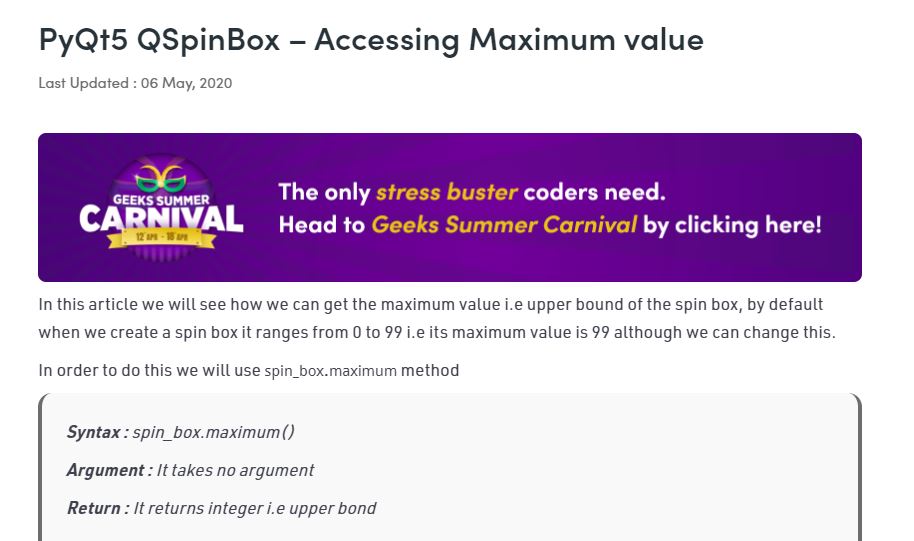 PyQt5 QSpinBox – Accessing Maximum value
Last Updated : 06 May, 2020
GEEKS SUMMER
CARNIVAL
12 APR - 18 APR
The only stress buster coders need.
Head to Geeks Summer Carnival by clicking here!
In this article we will see how we can get the maximum value i.e upper bound of the spin box, by default
when we create a spin box it ranges from 0 to 99 i.e its maximum value is 99 although we can change this.
In order to do this we will use spin_box.maximum method
Syntax : spin_box.maximum()
Argument : It takes no argument
Return : It returns integer i.e upper bond